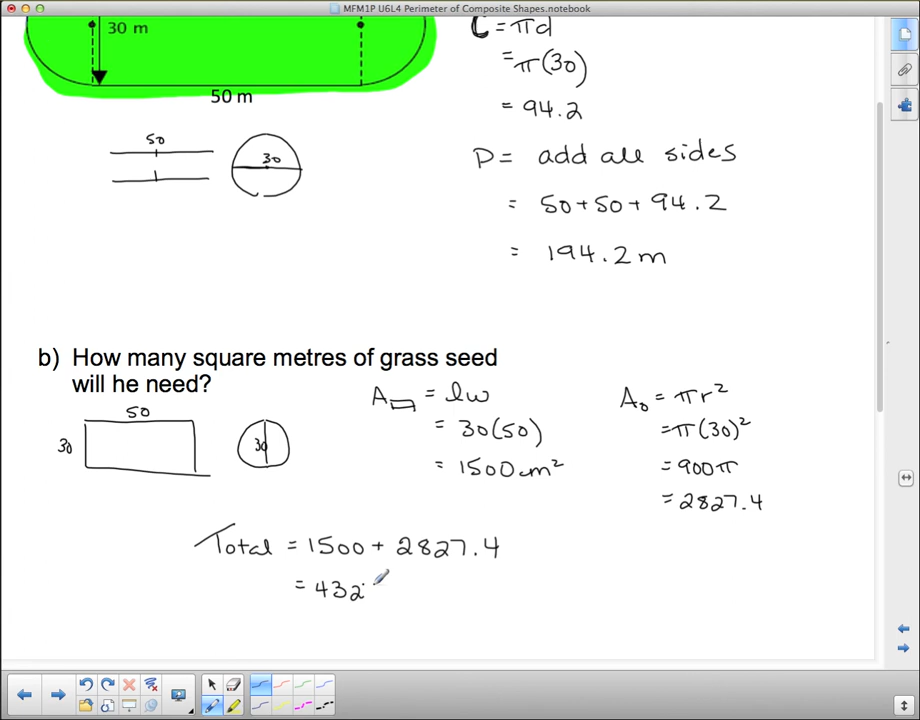 MFM1P U6L4 Perimeter of Composite Shapes.notebook
30 m
50 m
50
30
C = πd
= π(30)
= 94.2
P = add all sides
= 50 + 50 + 94.2
= 194.2 m
b) How many square metres of grass seed
will he need?
50
30
30
A▭ = lw
= 30(50)
= 1500cm²
A○ = πr²
= π(30)²
= 900π
= 2827.4
Total = 1500 + 2827.4
= 432